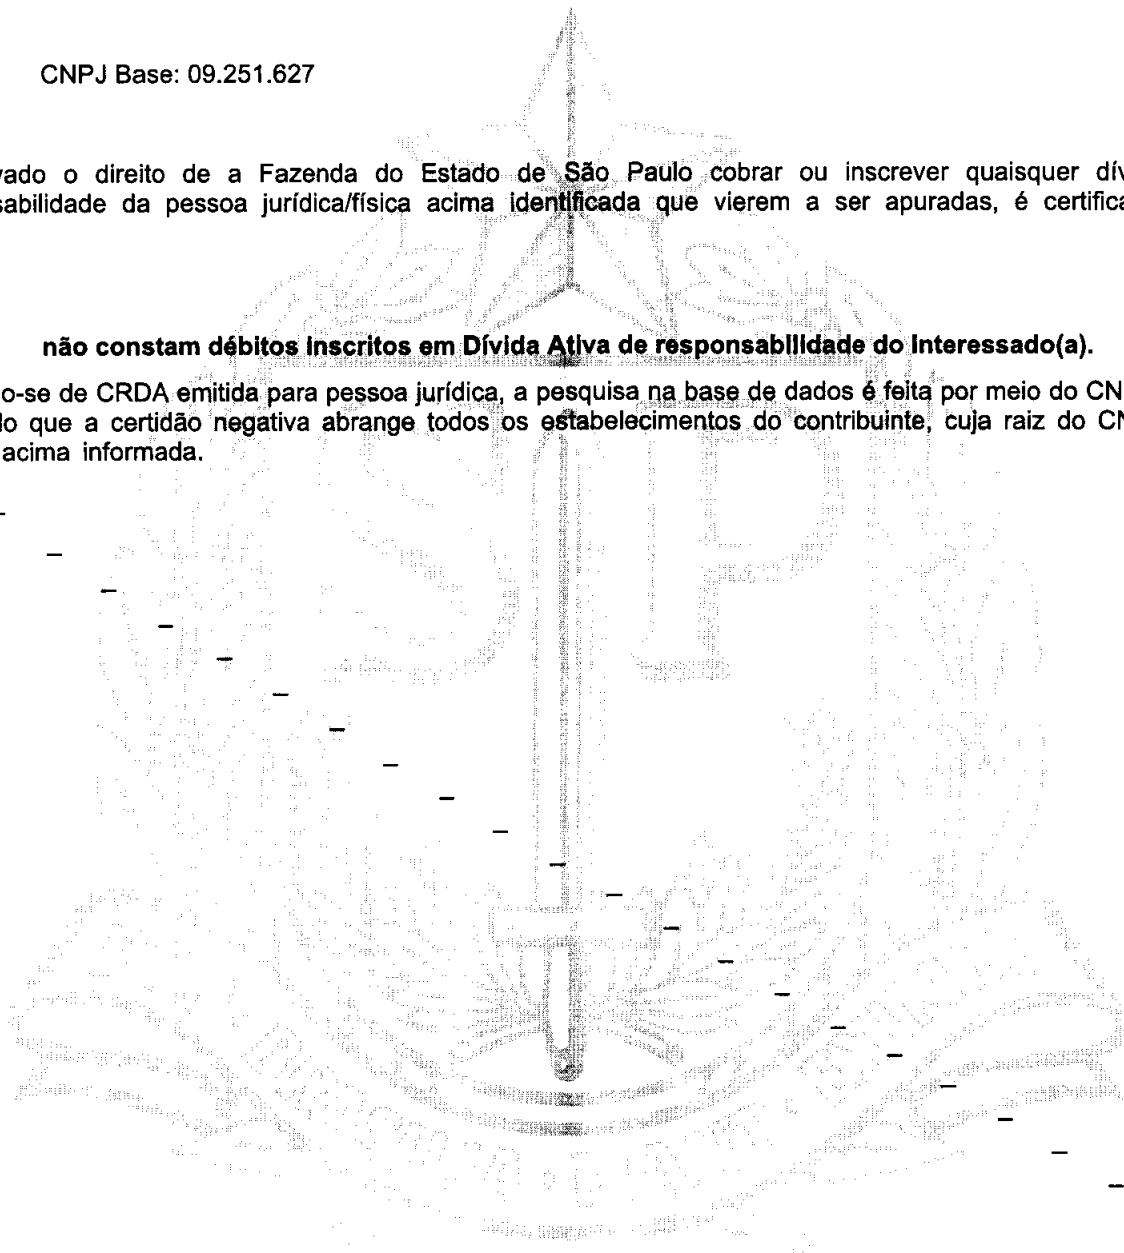 CNPJ Base: 09.251.627
vado o direito de a Fazenda do Estado de São Paulo cobrar ou inscrever quaisquer dív
sabilidade da pessoa jurídica/física acima identificada que vierem a ser apuradas, é certifica
não constam débitos inscritos em Dívida Ativa de responsabilidade do Interessado(a).
o-se de CRDA emitida para pessoa jurídica, a pesquisa na base de dados é feita por meio do CN
do que a certidão negativa abrange todos os estabelecimentos do contribuinte, cuja raiz do CN
acima informada.
SP